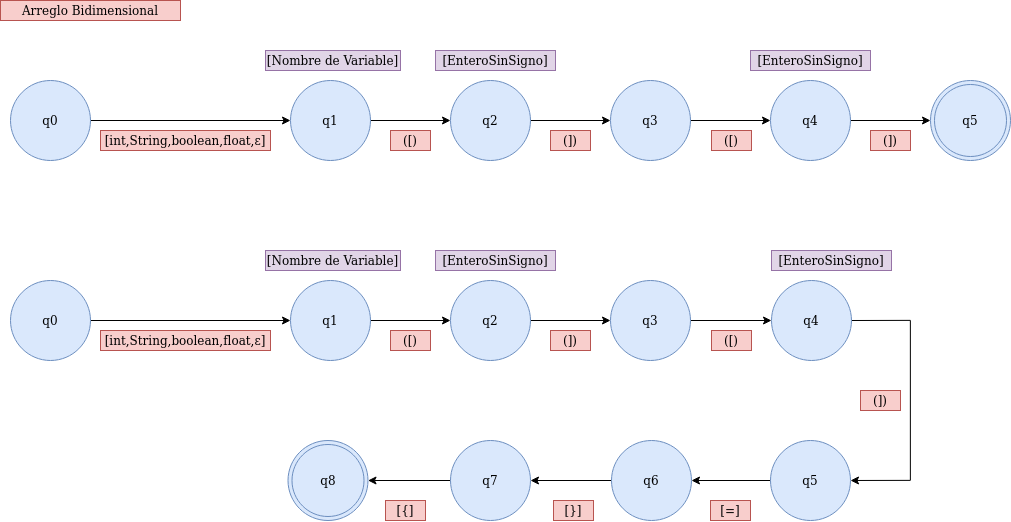 Arreglo Bidimensional
[Nombre de Variable] [EnteroSinSigno] [EnteroSinSigno]
q0 q1 q2 q3 q4 q5
[int,String,boolean,float,ε] ([) (]) ([) (])
[Nombre de Variable] [EnteroSinSigno] [EnteroSinSigno]
q0 q1 q2 q3 q4
[int,String,boolean,float,ε] ([) (]) ([)
(])
q8 q7 q6 q5
[{] [}] [=]